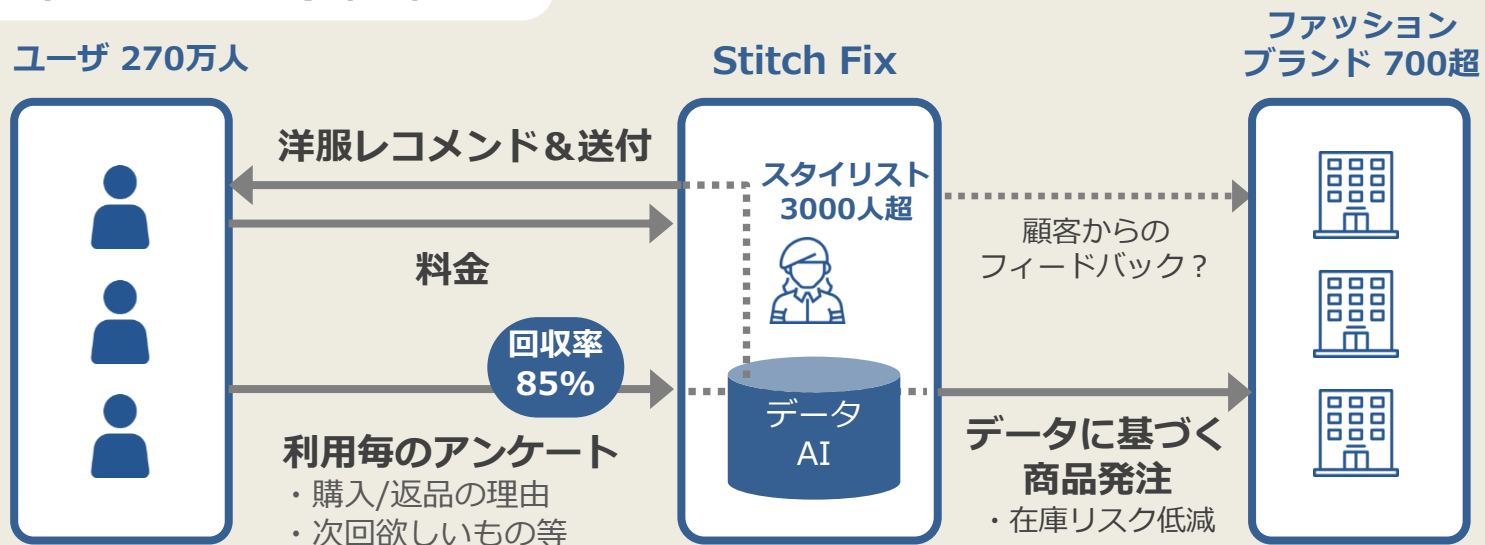 ユーザ 270万人
Stitch Fix
ファッション
ブランド 700超
洋服レコメンド＆送付
料金
回収率
85%
利用毎のアンケート
・購入/返品の理由
・次回欲しいもの等
スタイリスト
3000人超
データ
AI
顧客からの
フィードバック？
データに基づく
商品発注
・在庫リスク低減